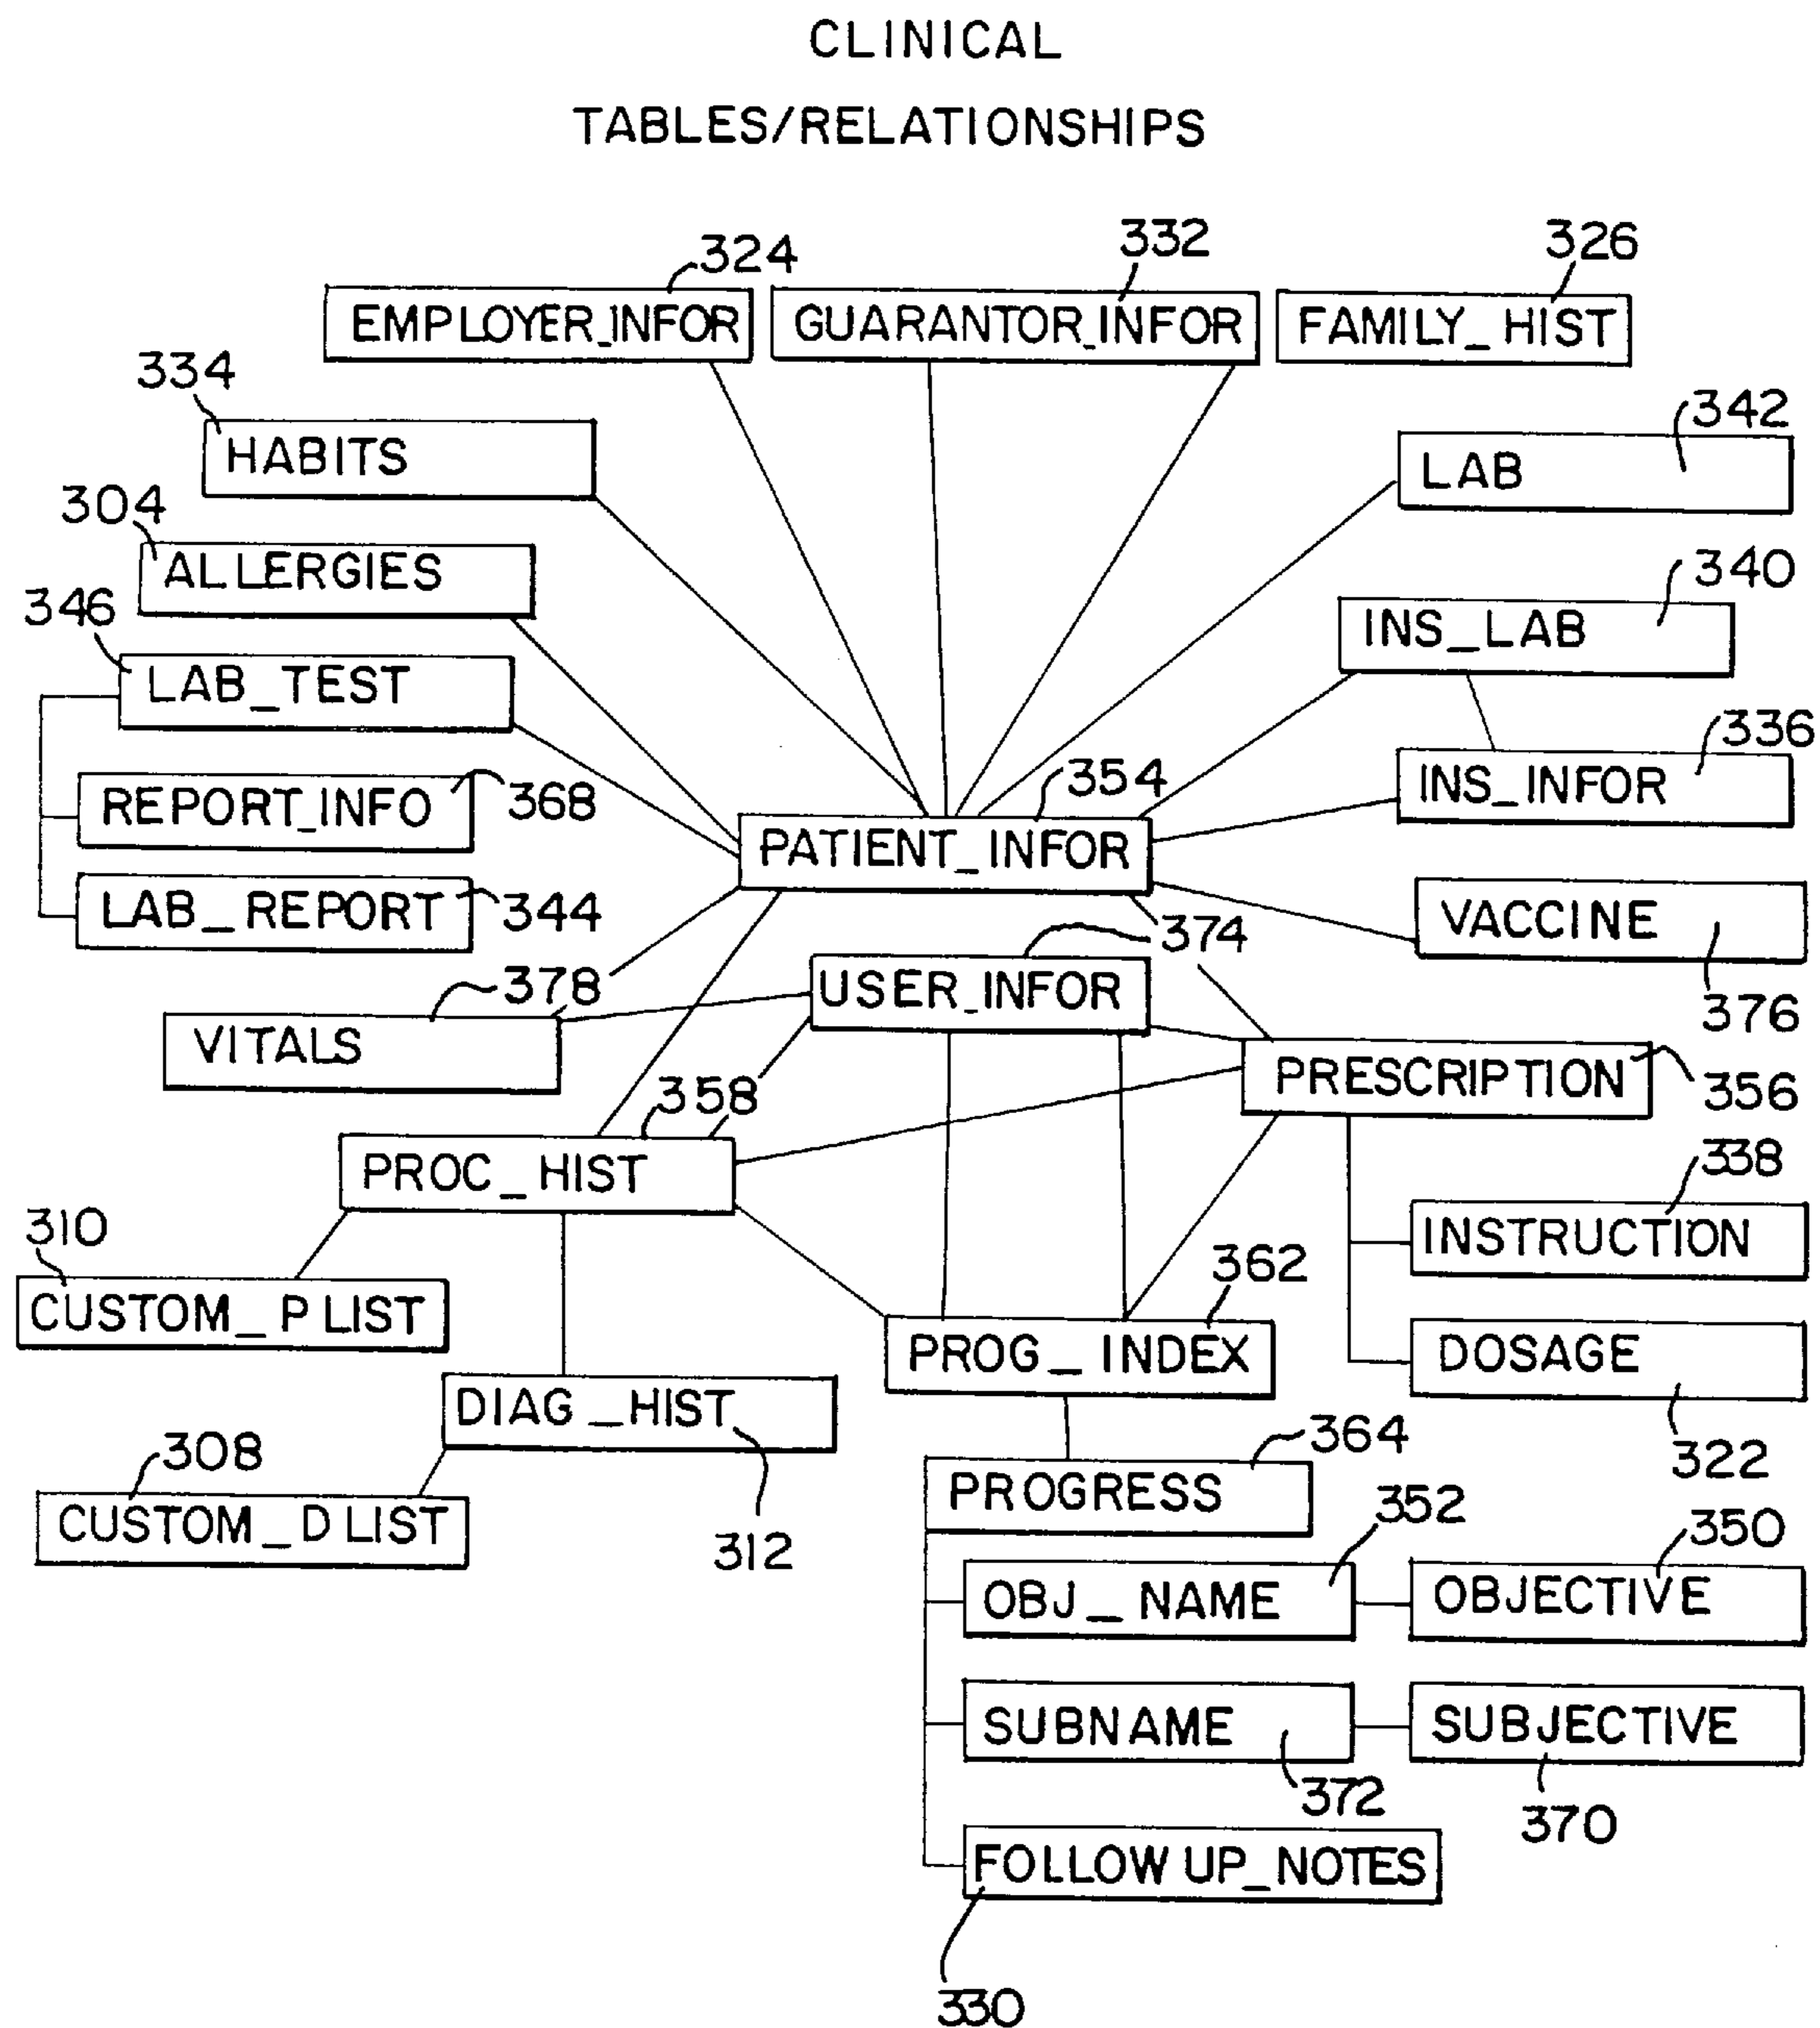 CLINICAL
TABLES/RELATIONSHIPS
324
332
326
EMPLOYER_INFOR
GUARANTOR_INFOR
FAMILY_HIST
334
HABITS
342
LAB
304
ALLERGIES
340
INS_LAB
346
LAB_TEST
336
INS_INFOR
REPORT_INFO
368
354
PATIENT_INFOR
LAB_REPORT
344
VACCINE
376
374
USER_INFOR
378
VITALS
PRESCRIPTION
356
358
PROC_HIST
338
INSTRUCTION
310
CUSTOM_P LIST
362
PROG_INDEX
DOSAGE
322
DIAG_HIST
312
308
CUSTOM_D LIST
364
PROGRESS
352
OBJ_NAME
350
OBJECTIVE
SUBNAME
372
SUBJECTIVE
370
FOLLOW UP_NOTES
330